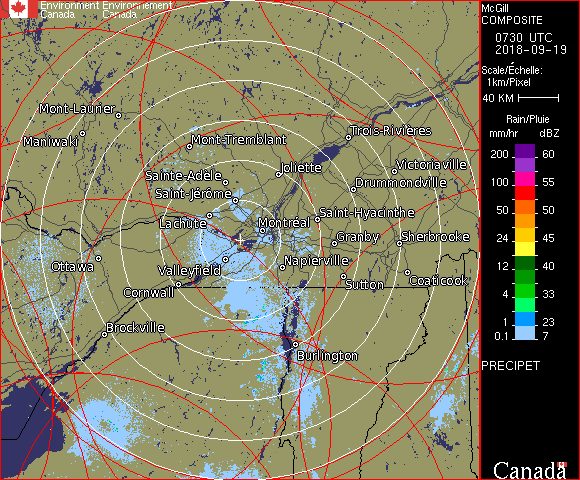 Environment Environnement
Canada Canada
McGill
COMPOSITE
0730 UTC
2018-09-19
Scale/Échelle:
1km/Pixel
40 KM
Rain/Pluie
mm/hr dBZ
200 60
100 55
50 50
24 45
12 40
4 33
1 23
0.1 7
PRECIPET
Canada
Mont-Laurier
Maniwaki
Mont-Tremblant
Trois-Rivières
Sainte-Adèle
Joliette
Victoriaville
Saint-Jérôme
Drummondville
Lachute
Montréal
Saint-Hyacinthe
Granby
Sherbrooke
Ottawa
Valleyfield
Napierville
Cornwall
Sutton
Coaticook
Brockville
Burlington